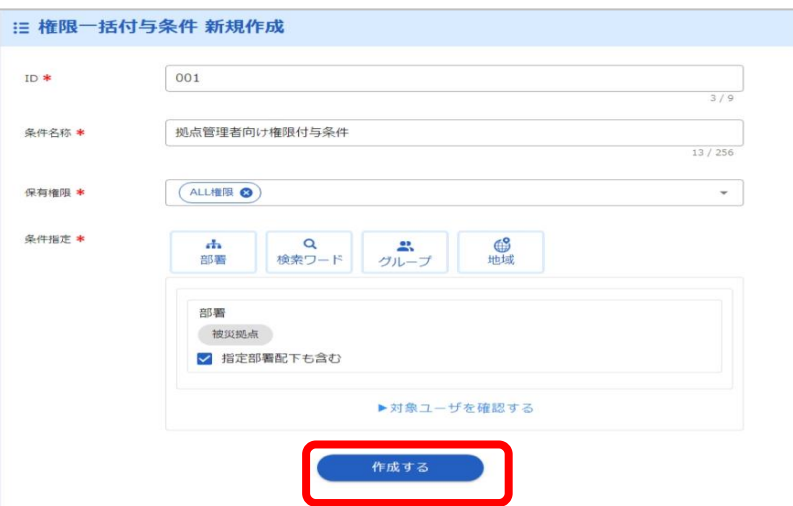 権限一括付与条件 新規作成
ID *
001
3 / 9
条件名称 *
拠点管理者向け権限付与条件
13 / 256
保有権限 *
ALL権限
条件指定 *
部署
検索ワード
グループ
地域
部署
被災拠点
指定部署配下も含む
▶対象ユーザを確認する
作成する